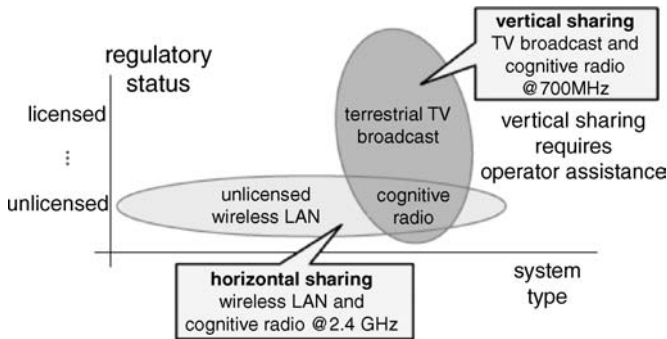 regulatory
status
licensed
...
unlicensed
terrestrial TV
broadcast
unlicensed
wireless LAN
cognitive
radio
vertical sharing
TV broadcast and
cognitive radio
@700MHz
vertical sharing
requires
operator assistance
horizontal sharing
wireless LAN and
cognitive radio @2.4 GHz
system
type